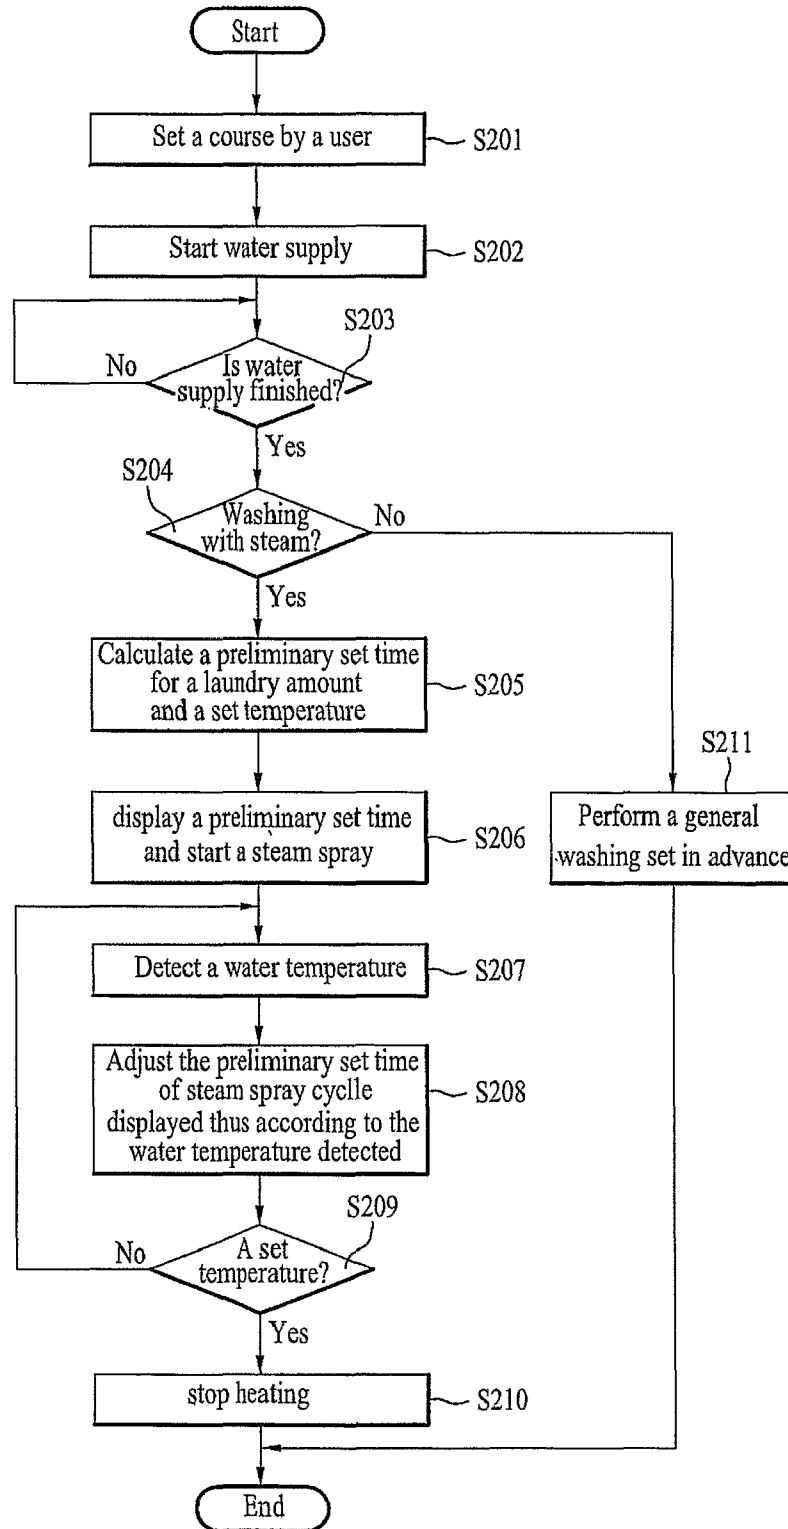 Start
Set a course by a user
S201
Start water supply
S202
S203
No
Is water
supply finished?
Yes
S204
Washing
with steam?
No
Yes
Calculate a preliminary set time
for a laundry amount
and a set temperature
S205
S211
display a preliminary set time
and start a steam spray
S206
Perform a general
washing set in advance
Detect a water temperature
S207
Adjust the preliminary set time
of steam spray cyclle
displayed thus according to the
water temperature detected
S208
S209
No
A set
temperature?
Yes
stop heating
S210
End